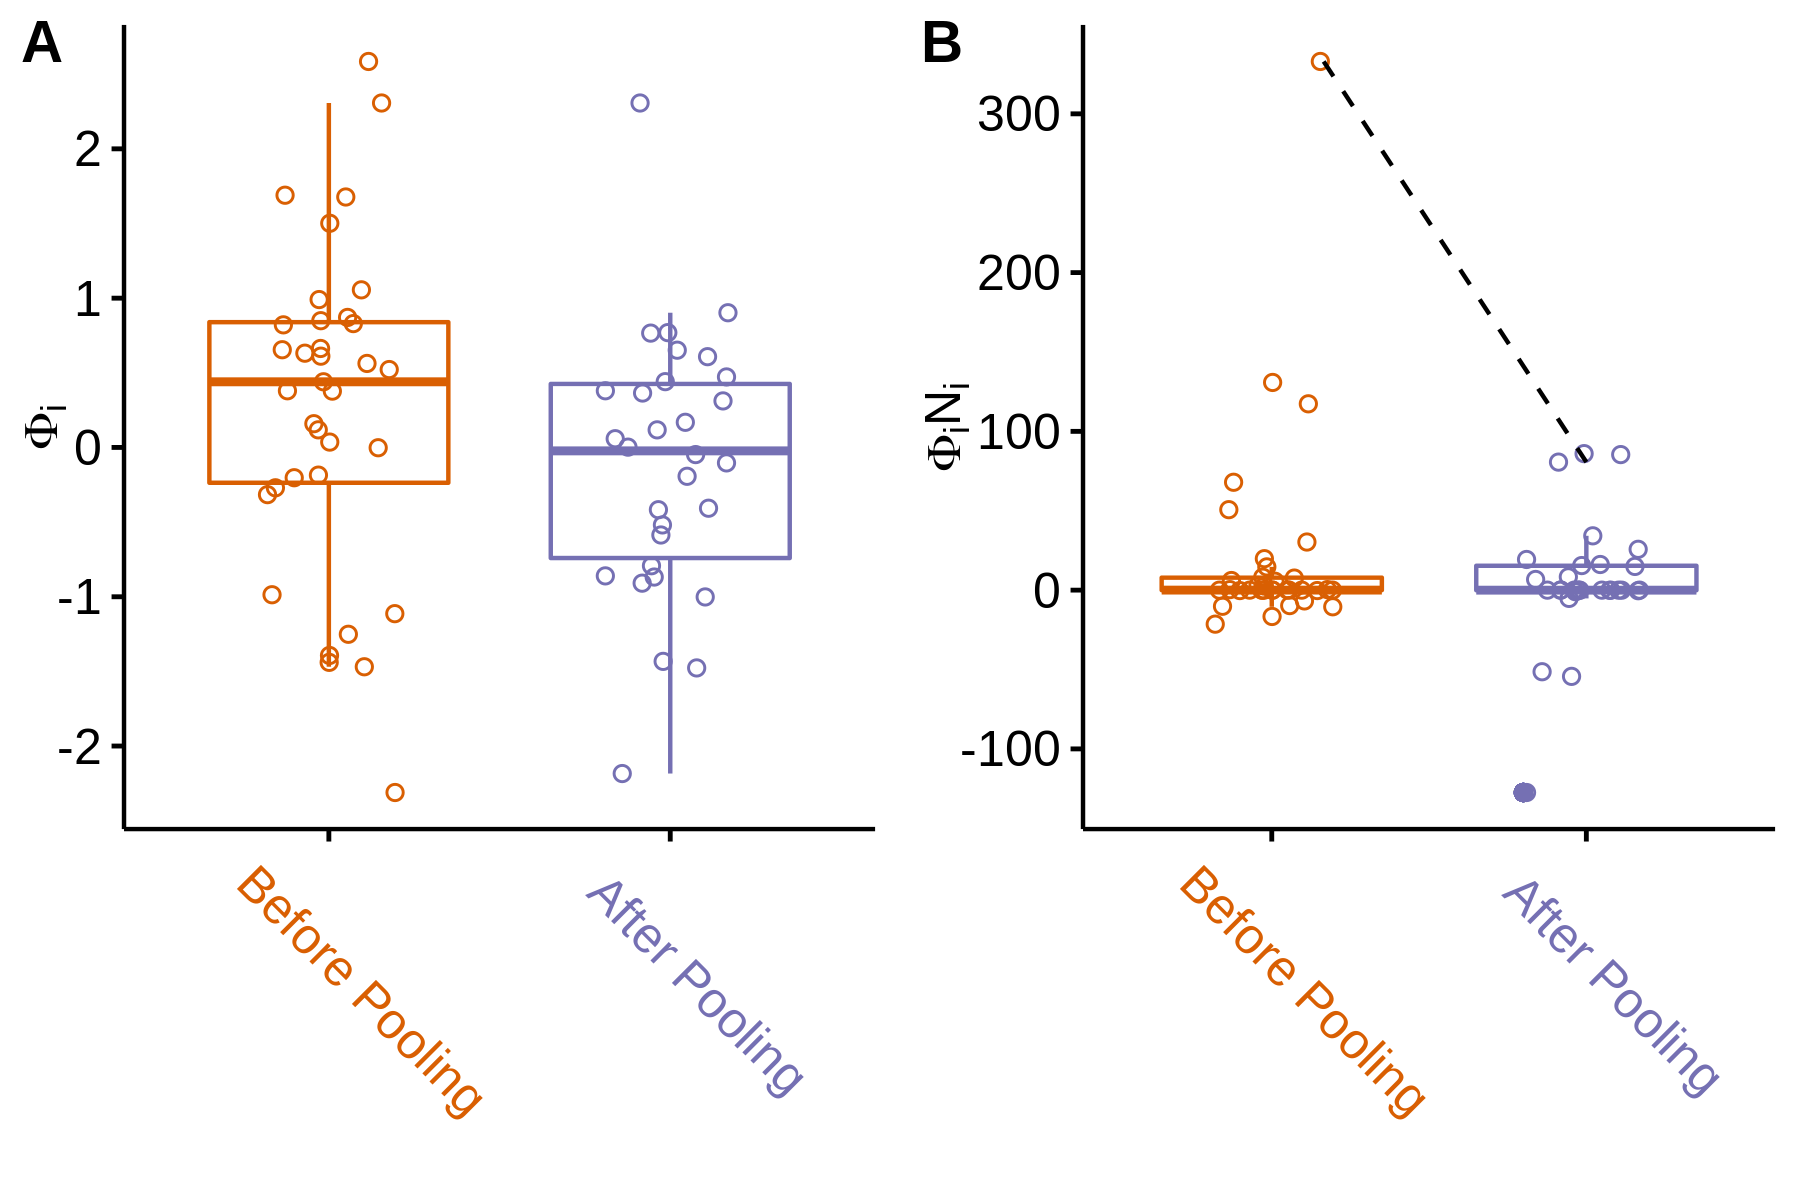 A
Φi
2
1
0
-1
-2
Before Pooling
After Pooling
B
ΦiNi
300
200
100
0
-100
Before Pooling
After Pooling